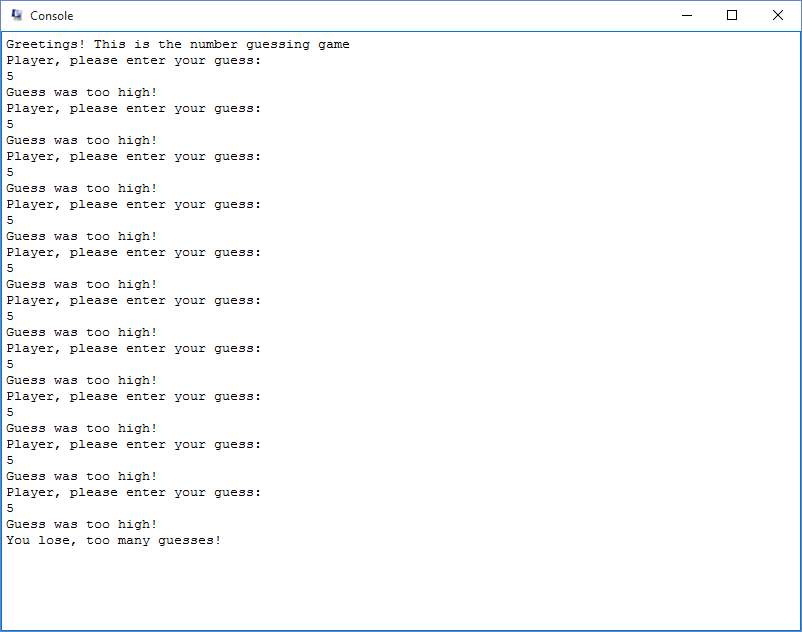 Console
Greetings! This is the number guessing game
Player, please enter your guess:
5
Guess was too high!
Player, please enter your guess:
5
Guess was too high!
Player, please enter your guess:
5
Guess was too high!
Player, please enter your guess:
5
Guess was too high!
Player, please enter your guess:
5
Guess was too high!
Player, please enter your guess:
5
Guess was too high!
Player, please enter your guess:
5
Guess was too high!
Player, please enter your guess:
5
Guess was too high!
Player, please enter your guess:
5
Guess was too high!
Player, please enter your guess:
5
Guess was too high!
You lose, too many guesses!